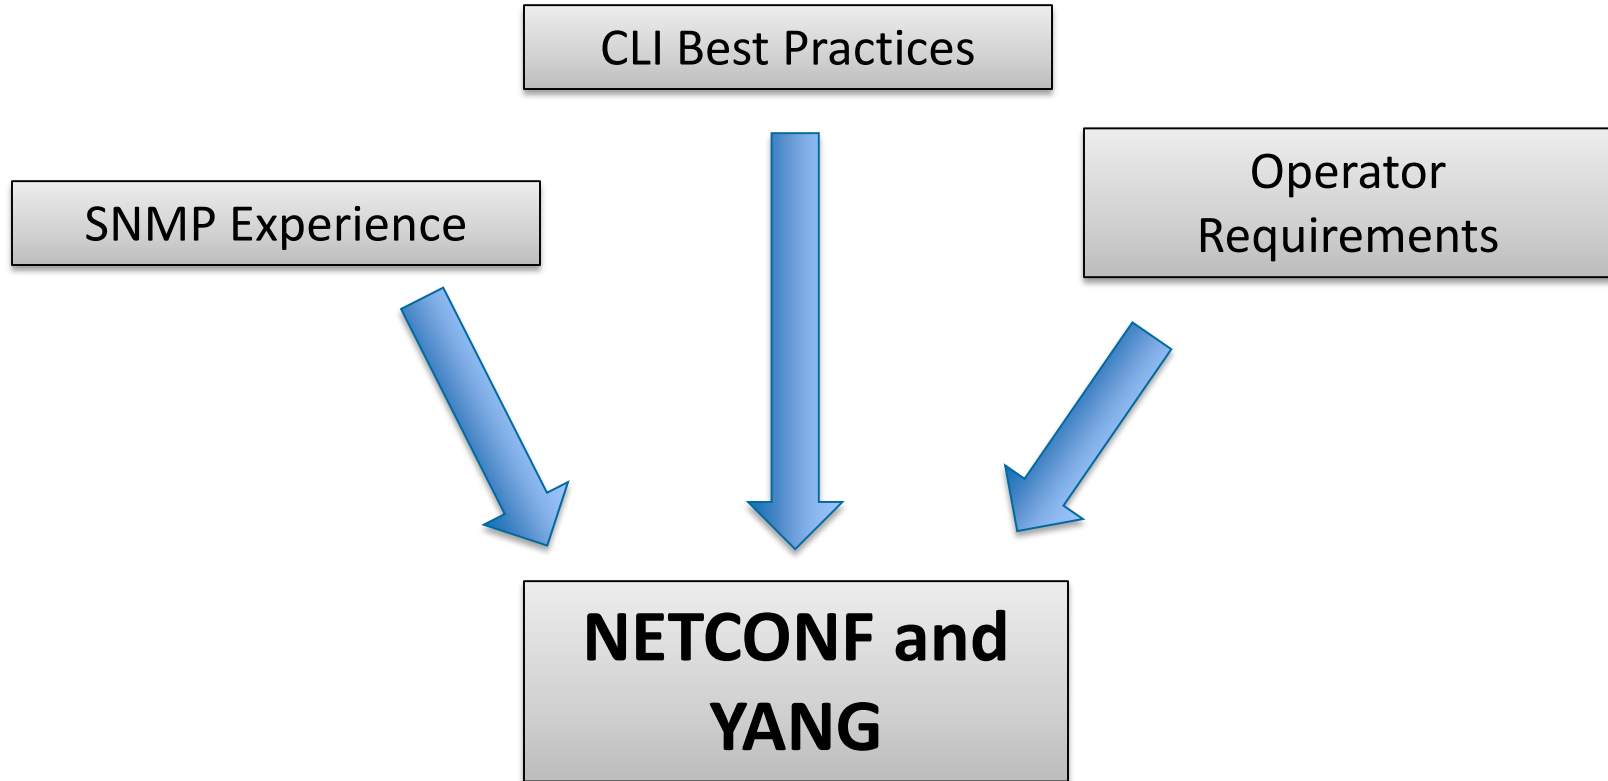 CLI Best Practices
SNMP Experience
Operator
Requirements
NETCONF and
YANG